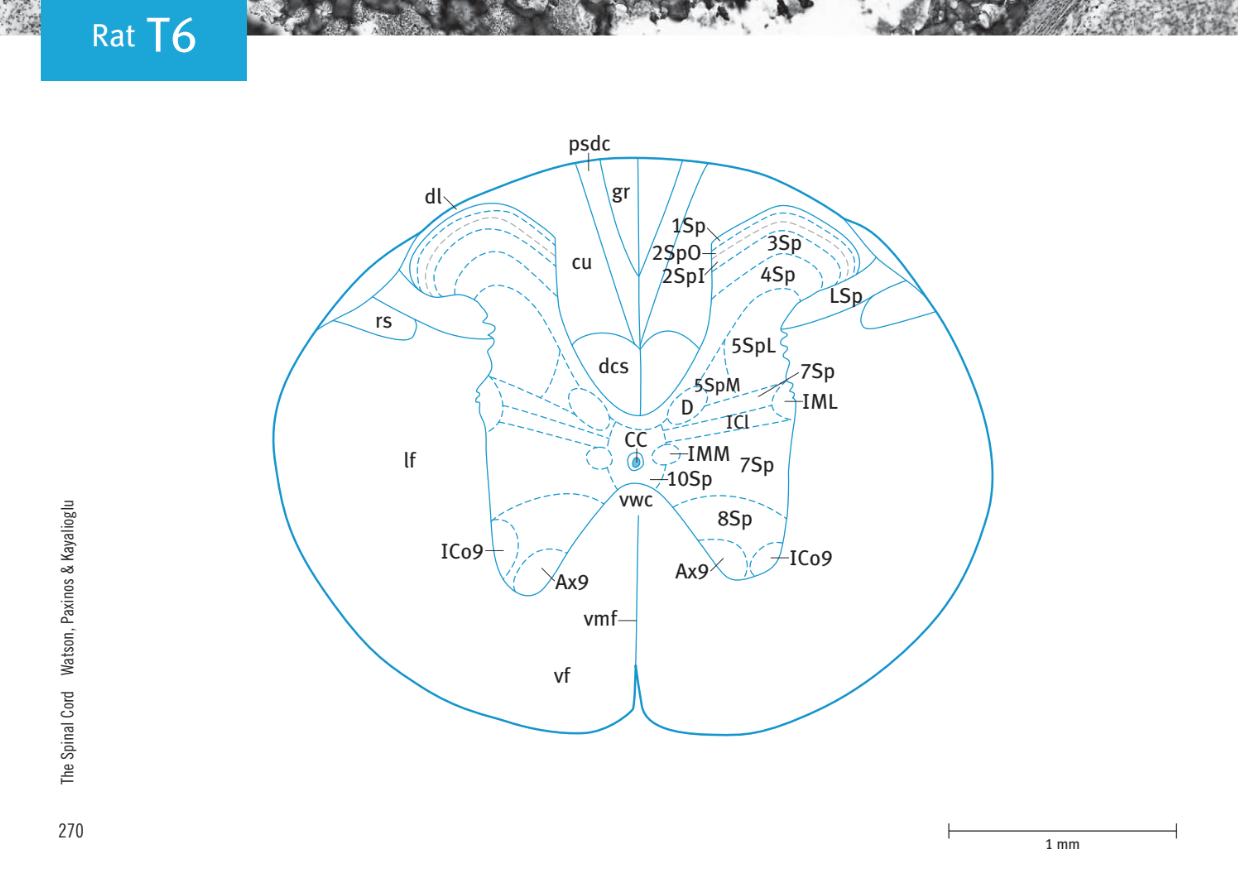 Rat T6
psdc
gr
dl
1Sp
2SpO
3Sp
cu
2SpI
4Sp
LSp
rs
5SpL
dcs
7Sp
5SpM
IML
D
ICl
CC
IMM
lf
7Sp
10Sp
vwc
8Sp
ICo9
ICo9
Ax9
Ax9
vmf
vf
The Spinal Cord Watson, Paxinos & Kayalioglu
270
1 mm